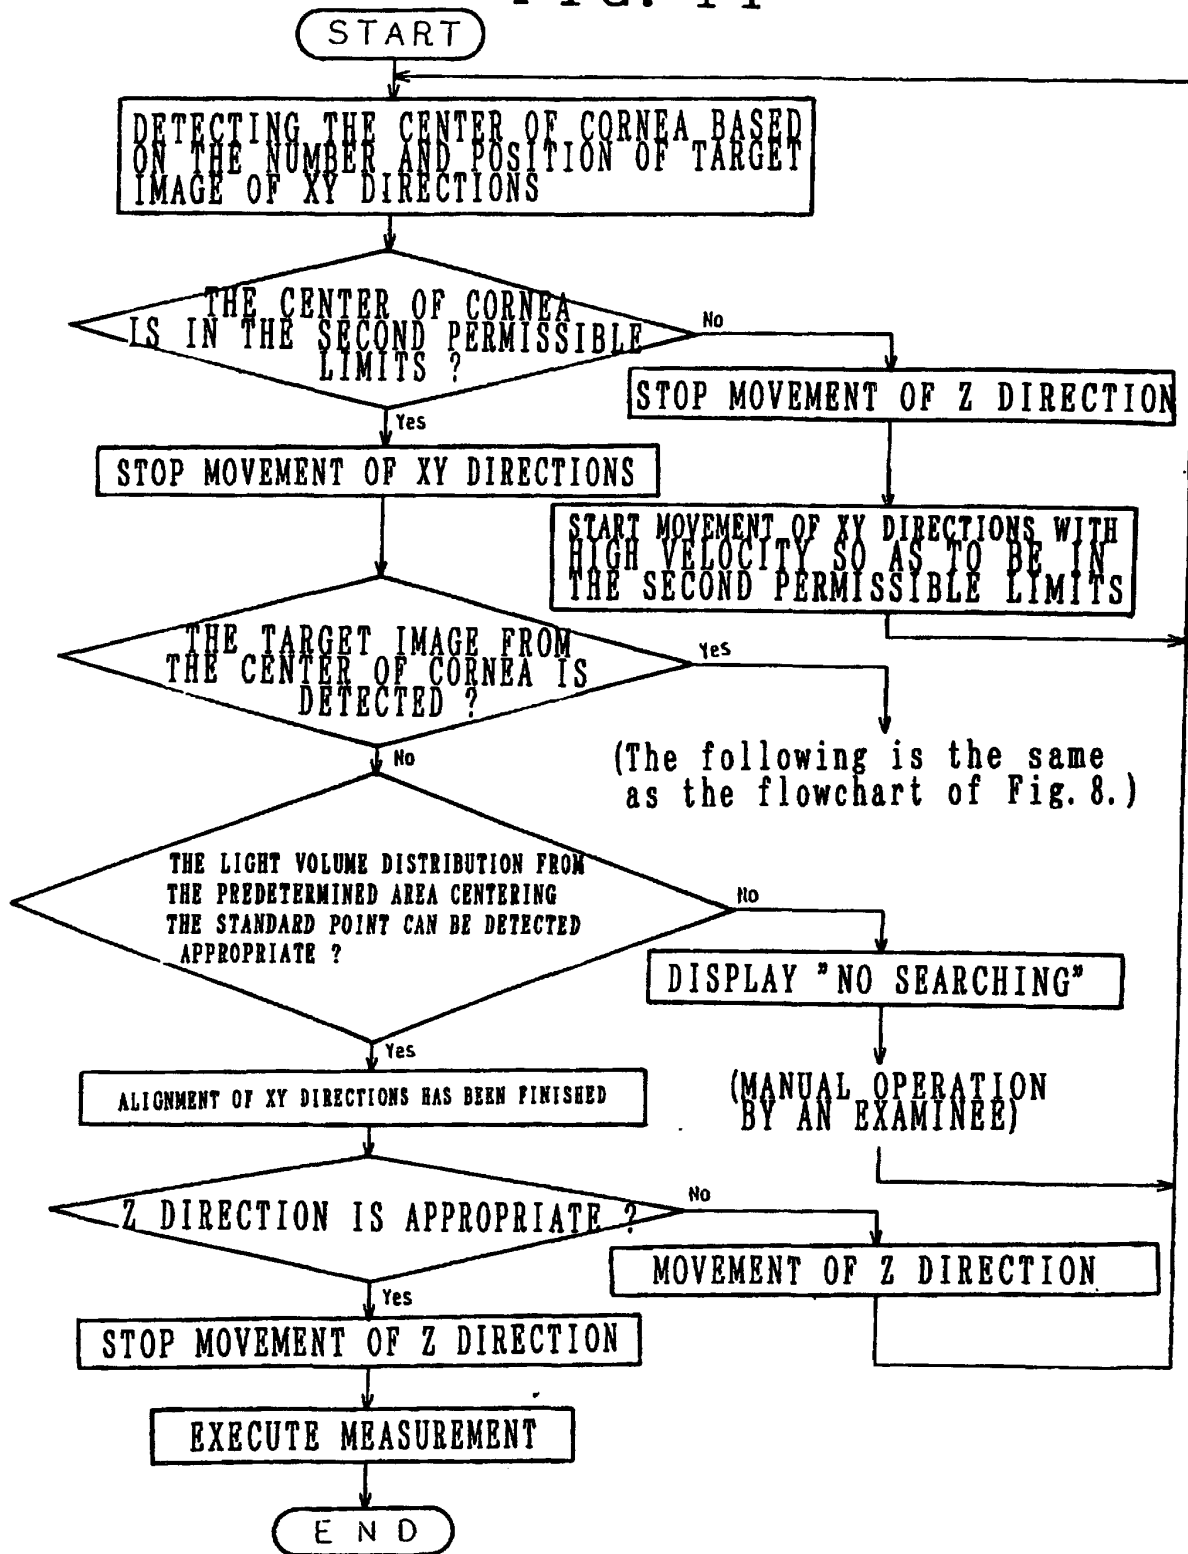 START
DETECTING THE CENTER OF CORNEA BASED
ON THE NUMBER AND POSITION OF TARGET
IMAGE OF XY DIRECTIONS
THE CENTER OF CORNEA
IS IN THE SECOND PERMISSIBLE
LIMITS ?
No
STOP MOVEMENT OF Z DIRECTION
Yes
STOP MOVEMENT OF XY DIRECTIONS
START MOVEMENT OF XY DIRECTIONS WITH
HIGH VELOCITY SO AS TO BE IN
THE SECOND PERMISSIBLE LIMITS
THE TARGET IMAGE FROM
THE CENTER OF CORNEA IS
DETECTED ?
Yes
(The following is the same
as the flowchart of Fig. 8.)
No
THE LIGHT VOLUME DISTRIBUTION FROM
THE PREDETERMINED AREA CENTERING
THE STANDARD POINT CAN BE DETECTED
APPROPRIATE ?
No
DISPLAY "NO SEARCHING"
(MANUAL OPERATION
BY AN EXAMINEE)
Yes
ALIGNMENT OF XY DIRECTIONS HAS BEEN FINISHED
Z DIRECTION IS APPROPRIATE ?
No
MOVEMENT OF Z DIRECTION
Yes
STOP MOVEMENT OF Z DIRECTION
EXECUTE MEASUREMENT
END